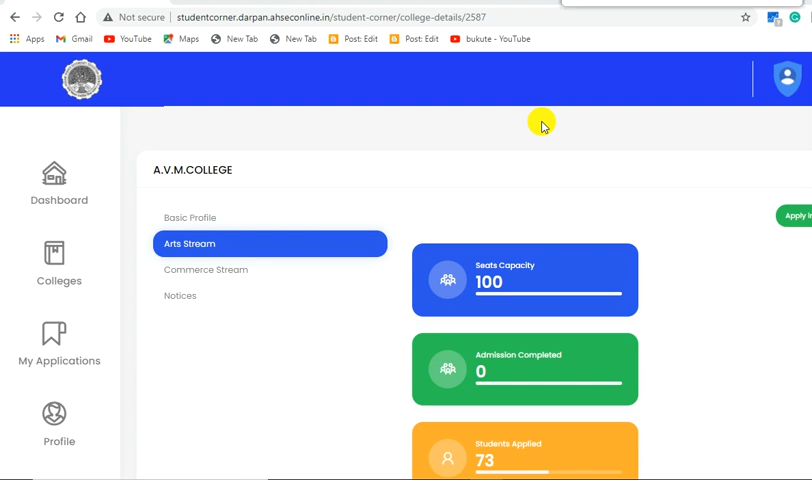 Not secure | studentcorner.darpan.ahseconline.in/student-corner/college-details/2587
Apps Gmail YouTube Maps New Tab New Tab Post: Edit Post: Edit bukute - YouTube
A.V.M.COLLEGE
Dashboard
Colleges
My Applications
Profile
Basic Profile
Arts Stream
Commerce Stream
Notices
Apply in
Seats Capacity
100
Admission Completed
0
Students Applied
73